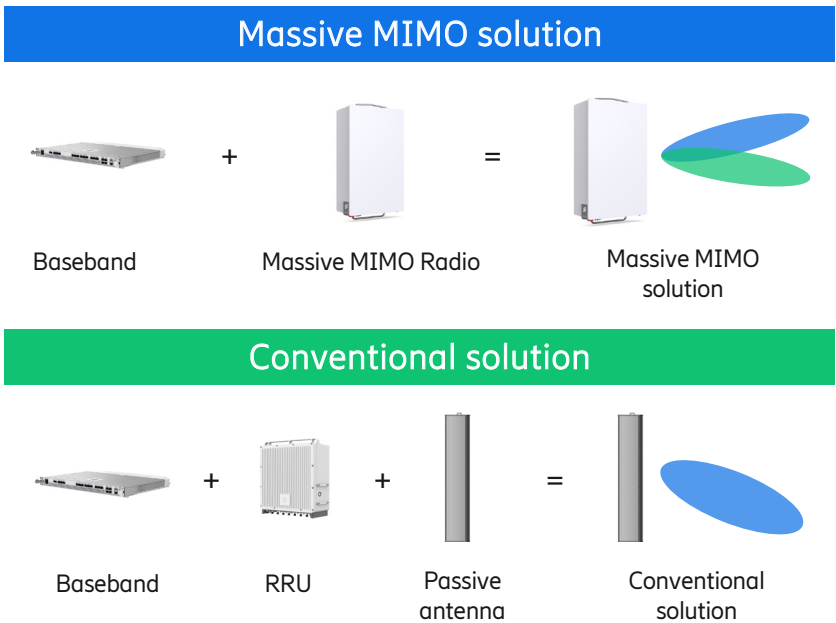 Massive MIMO solution
+
=
Baseband
Massive MIMO Radio
Massive MIMO
solution
Conventional solution
+
+
=
Baseband
RRU
Passive
antenna
Conventional
solution